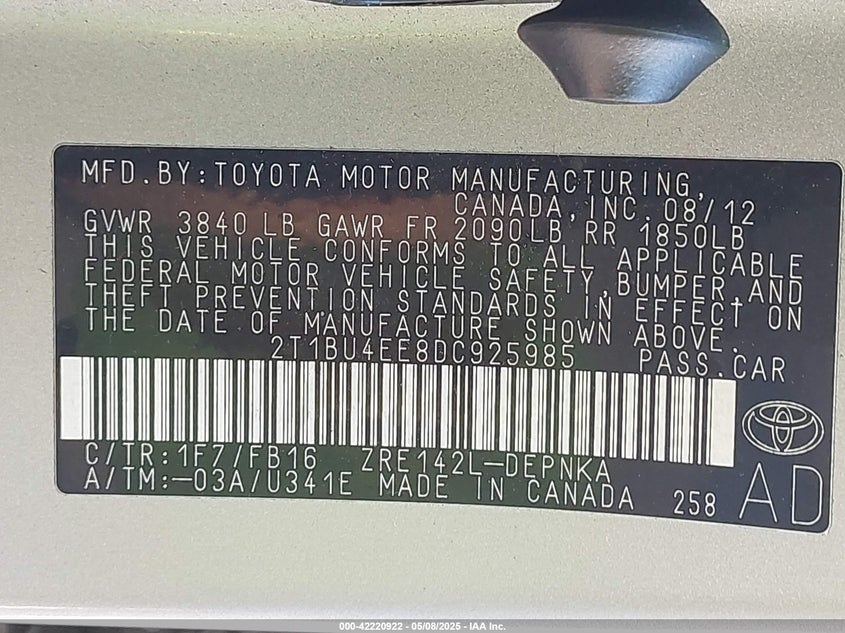 MFD.BY:TOYOTA MOTOR MANUFACTURING,
CANADA,INC. 08/12
GVWR 3840 LB GAWR FR 2090LB RR 1850LB
THIS VEHICLE CONFORMS TO ALL APPLICABLE
FEDERAL MOTOR VEHICLE SAFETY,BUMPER,AND
THEFT PREVENTION STANDARDS IN EFFECT ON
THE DATE OF MANUFACTURE SHOWN ABOVE.
2T1BU4EE8DC925985 PASS.CAR
C/TR:1F7/FB16 ZRE142L-DEPNKA
A/TM:-03A/U341E MADE IN CANADA 258 AD
000-42220922 - 05/08/2025 - IAA Inc.